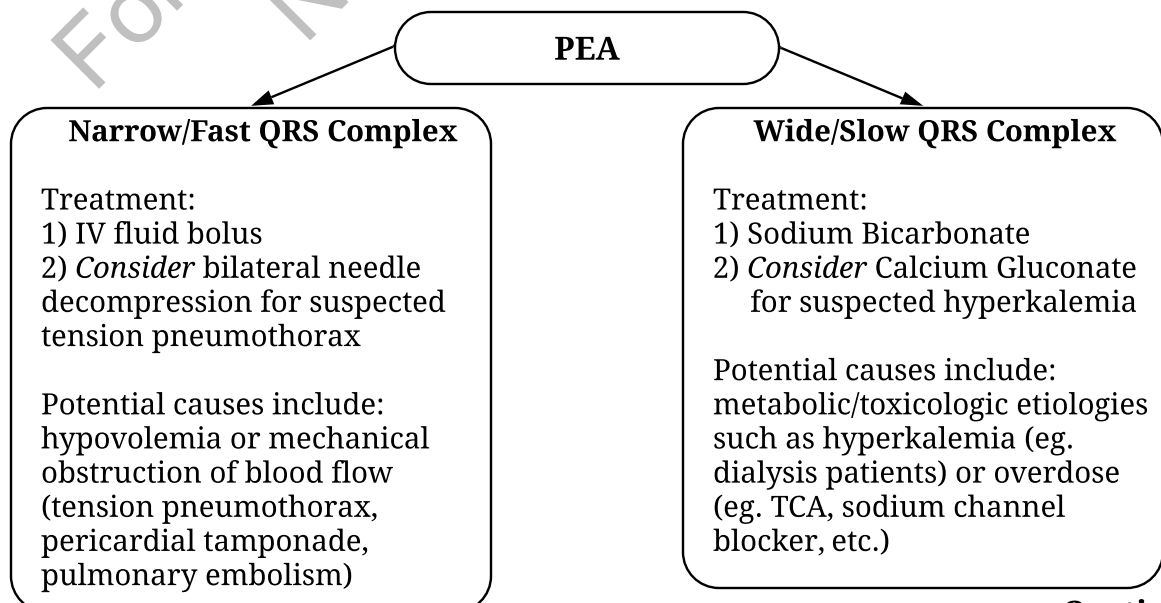 PEA
Narrow/Fast QRS Complex
Treatment:
1) IV fluid bolus
2) Consider bilateral needle
decompression for suspected
tension pneumothorax
Potential causes include:
hypovolemia or mechanical
obstruction of blood flow
(tension pneumothorax,
pericardial tamponade,
pulmonary embolism)
Wide/Slow QRS Complex
Treatment:
1) Sodium Bicarbonate
2) Consider Calcium Gluconate
for suspected hyperkalemia
Potential causes include:
metabolic/toxicologic etiologies
such as hyperkalemia (eg.
dialysis patients) or overdose
(eg. TCA, sodium channel
blocker, etc.)